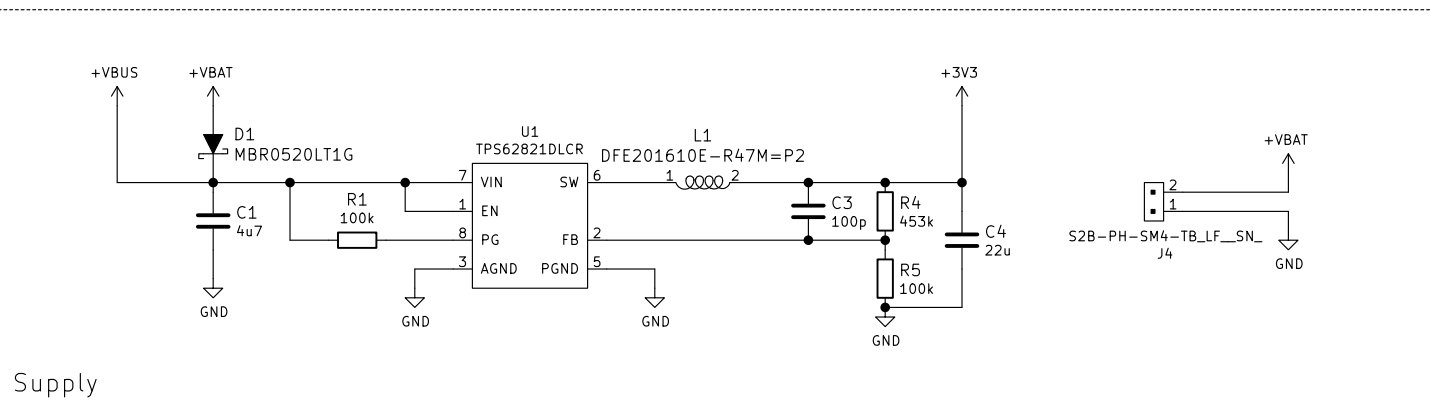 +VBUS
+VBAT
+3V3
D1
MBR0520LT1G
U1
TPS62821DLCR
L1
DFE201610E-R47M=P2
+VBAT
7 VIN
SW 6
1 2
1 EN
R1
100k
8 PG
FB 2
3 AGND
PGND 5
C1
4u7
C3
100p
R4
453k
C4
22u
R5
100k
2
1
S2B-PH-SM4-TB_LF__SN_
J4
GND
GND
GND
GND
GND
Supply